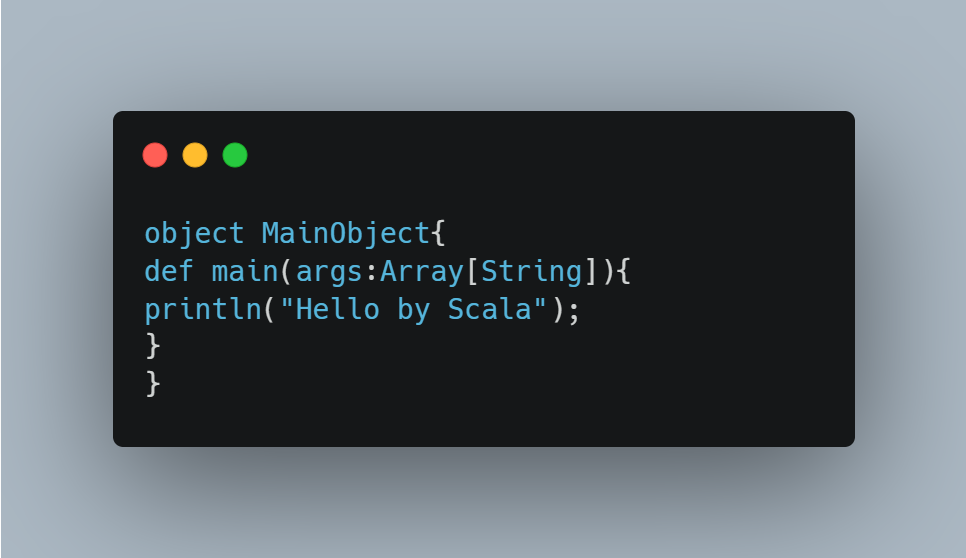 object MainObject{
def main(args:Array[String]){
println("Hello by Scala");
}
}